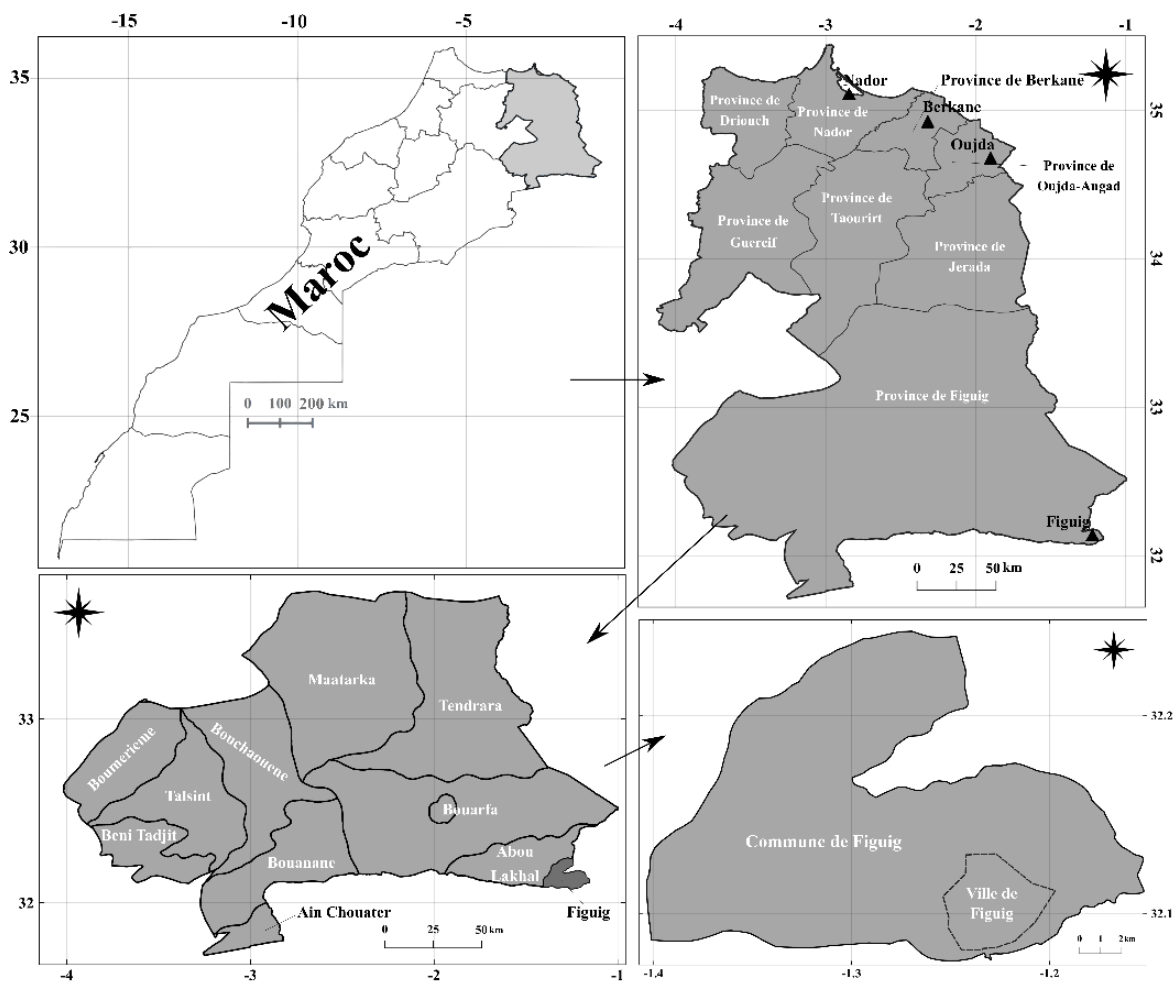 -15
-10
-5
35
30
25
Maroc
0 100 200 km
-4
-3
-2
-1
35
34
33
32
Nador
Province de Berkane
Province de
Driouch
Province de
Nador
Berkane
Oujda
Province de
Oujda-Angad
Province de
Guercif
Province de
Taourirt
Province de
Jerada
Province de Figuig
Figuig
0 25 50 km
33
32
Maatarka
Tendrara
Boumerieme
Bouchaouene
Talsint
Beni Tadjit
Bouanane
Bouarfa
Abou
Lakhal
Ain Chouater
Figuig
0 25 50 km
-4
-3
-2
-1
32.2
32.1
Commune de Figuig
Ville de
Figuig
0 1 2 km
-1.4
-1.3
-1.2